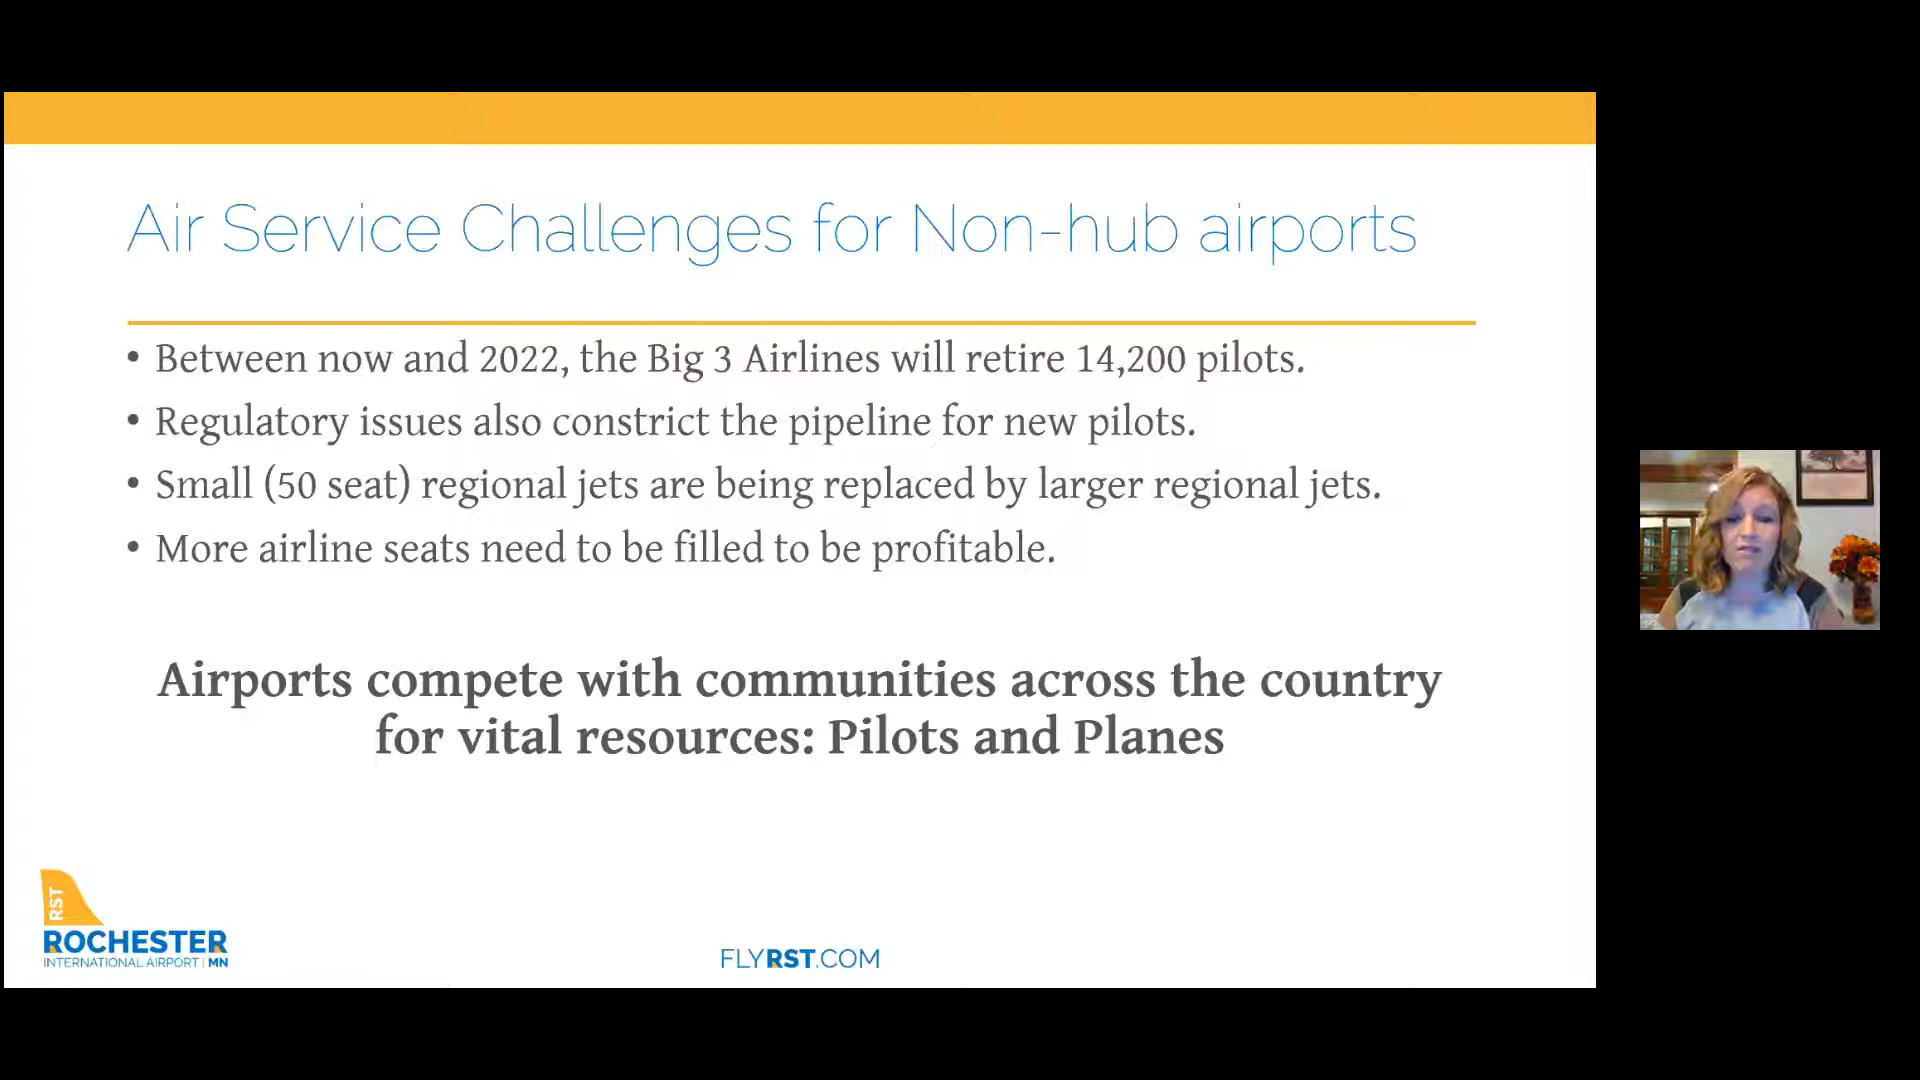 Air Service Challenges for Non-hub airports
• Between now and 2022, the Big 3 Airlines will retire 14,200 pilots.
• Regulatory issues also constrict the pipeline for new pilots.
• Small (50 seat) regional jets are being replaced by larger regional jets.
• More airline seats need to be filled to be profitable.
Airports compete with communities across the country
for vital resources: Pilots and Planes
RST
ROCHESTER
INTERNATIONAL AIRPORT | MN
FLYRST.COM